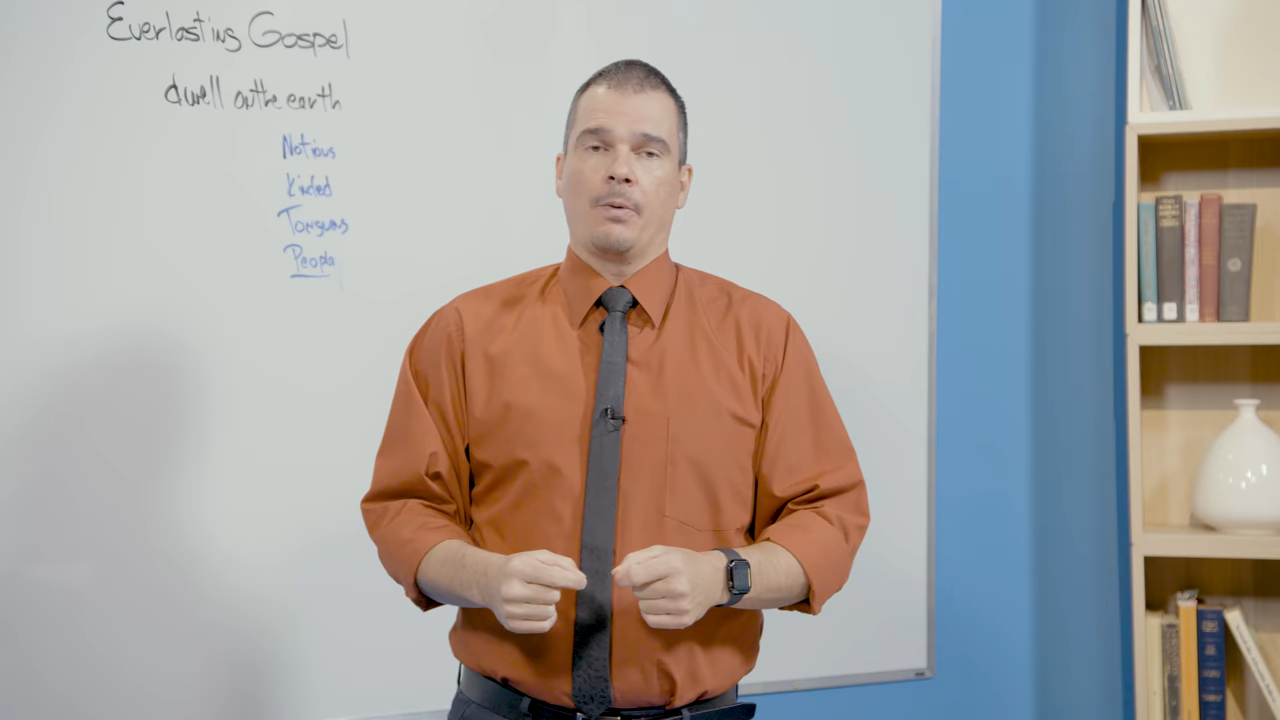 Everlasting Gospel
dwell on the earth
Nations
Kindred
Tongues
People